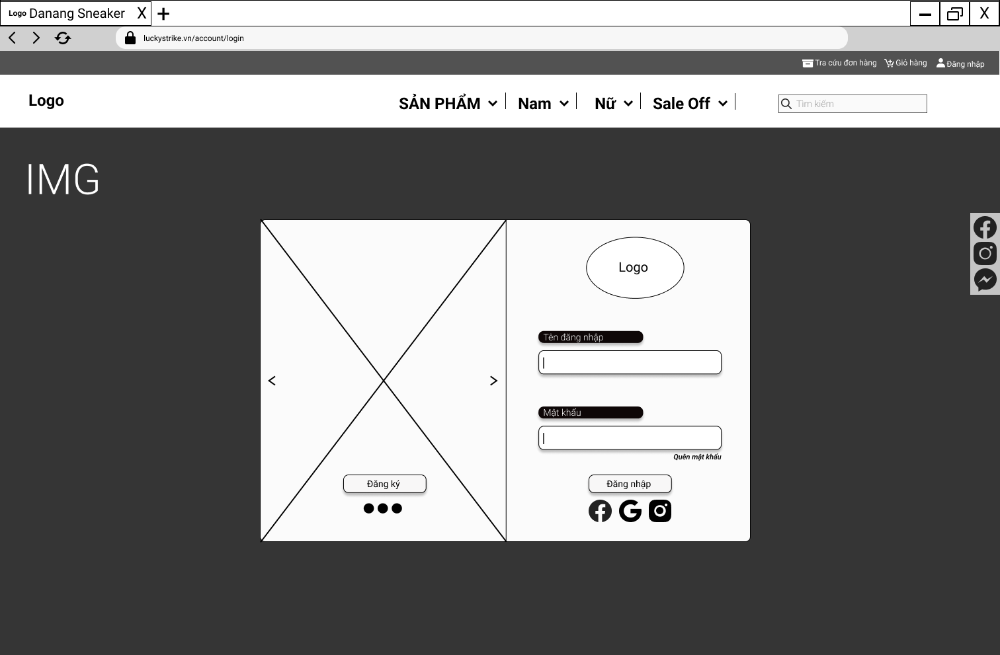 Logo Danang Sneaker X +
X
luckystrike.vn/account/login
Tra cứu đơn hàng Giỏ hàng Đăng nhập
Logo
SẢN PHẨM Nam Nữ Sale Off
Tìm kiếm
IMG
Logo
Tên đăng nhập
Mật khẩu
Quên mật khẩu
< >
Đăng ký
Đăng nhập